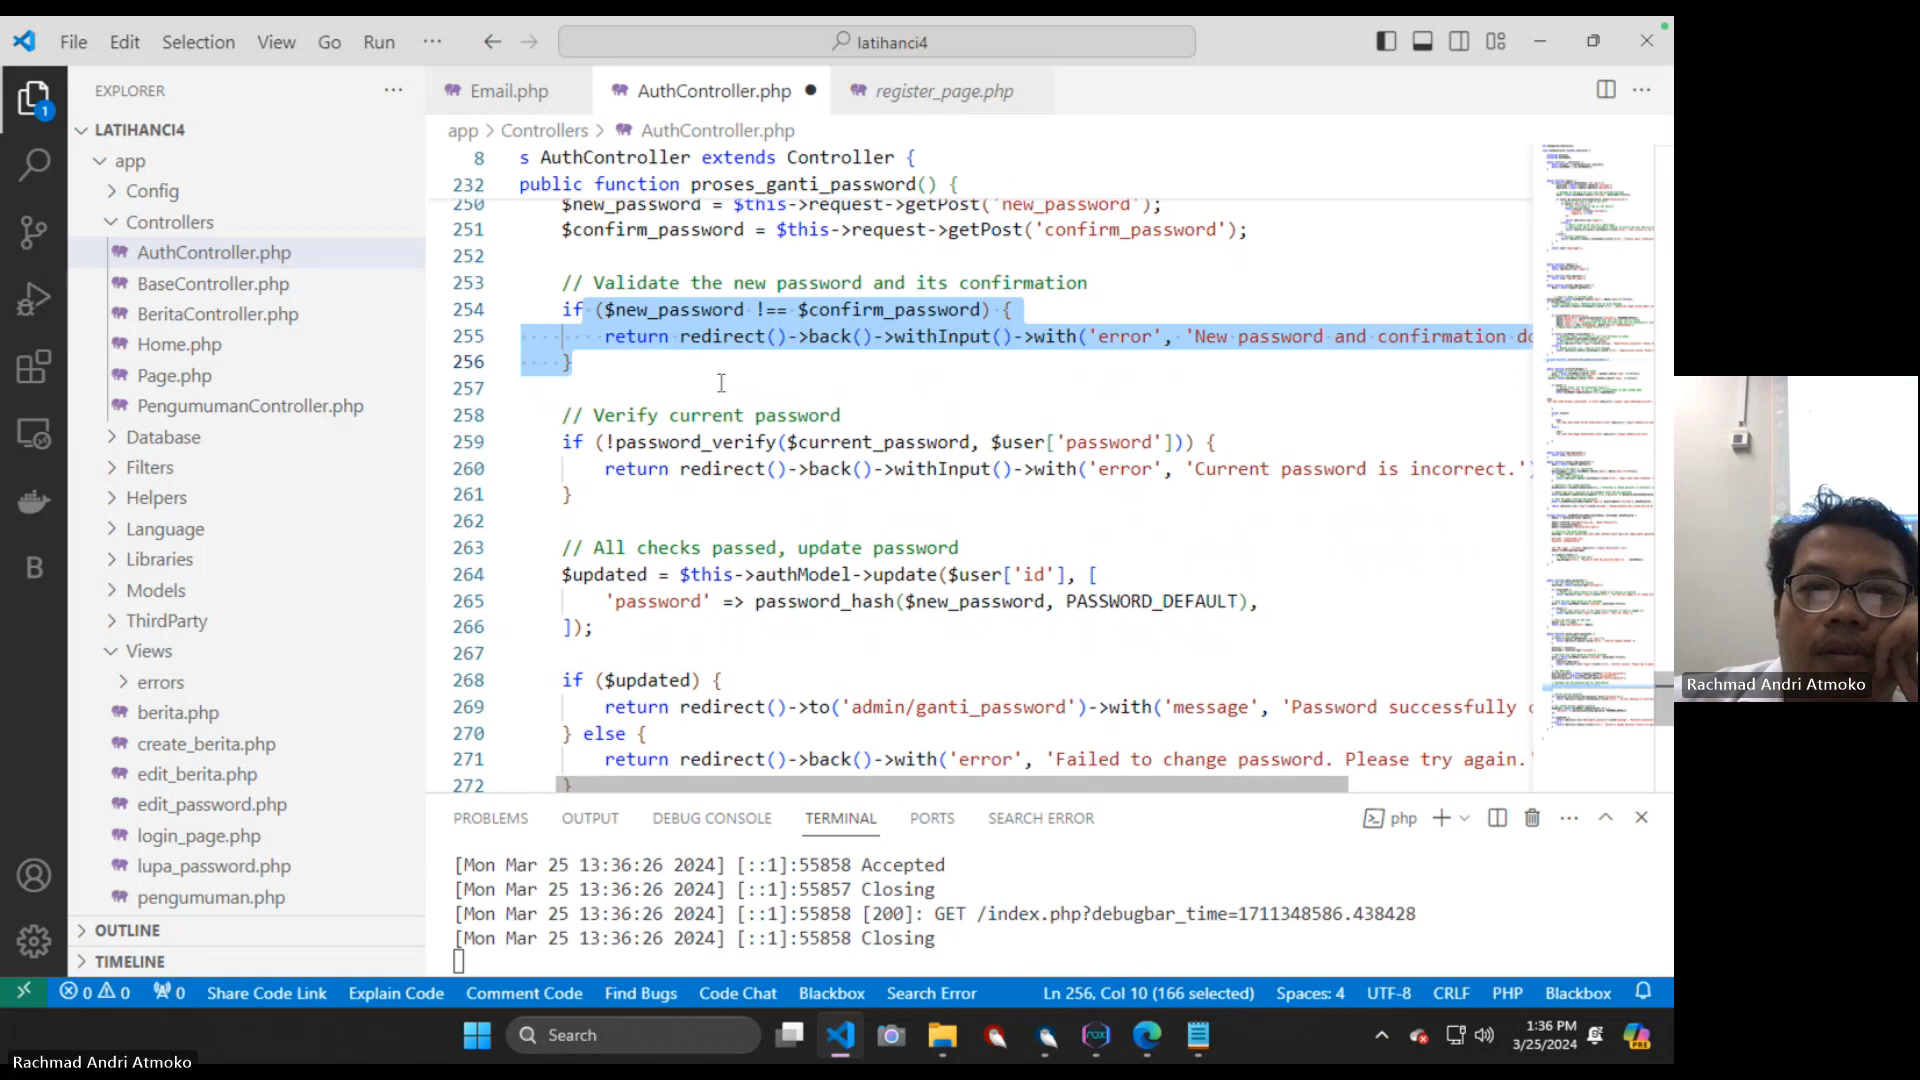 File Edit Selection View Go Run ··· latihanci4
EXPLORER ···
LATIHANCI4
app
Config
Controllers
AuthController.php
BaseController.php
BeritaController.php
Home.php
Page.php
PengumumanController.php
Database
Filters
Helpers
Language
Libraries
Models
ThirdParty
Views
errors
berita.php
create_berita.php
edit_berita.php
edit_password.php
login_page.php
lupa_password.php
pengumuman.php
OUTLINE
TIMELINE
1
B
Email.php AuthController.php ● register_page.php
app > Controllers > AuthController.php
8 s AuthController extends Controller {
232 public function proses_ganti_password() {
250 $new_password = $this->request->getPost('new_password');
251 $confirm_password = $this->request->getPost('confirm_password');
252
253 // Validate the new password and its confirmation
254 if ($new_password !== $confirm_password) {
255 return redirect()->back()->withInput()->with('error', 'New password and confirmation do
256 }
257
258 // Verify current password
259 if (!password_verify($current_password, $user['password'])) {
260 return redirect()->back()->withInput()->with('error', 'Current password is incorrect.')
261 }
262
263 // All checks passed, update password
264 $updated = $this->authModel->update($user['id'], [
265 'password' => password_hash($new_password, PASSWORD_DEFAULT),
266 ]);
267
268 if ($updated) {
269 return redirect()->to('admin/ganti_password')->with('message', 'Password successfully
270 } else {
271 return redirect()->back()->with('error', 'Failed to change password. Please try again.'
272 }
PROBLEMS OUTPUT DEBUG CONSOLE TERMINAL PORTS SEARCH ERROR php
[Mon Mar 25 13:36:26 2024] [::1]:55858 Accepted
[Mon Mar 25 13:36:26 2024] [::1]:55857 Closing
[Mon Mar 25 13:36:26 2024] [::1]:55858 [200]: GET /index.php?debugbar_time=1711348586.438428
[Mon Mar 25 13:36:26 2024] [::1]:55858 Closing
0 0 0 Share Code Link Explain Code Comment Code Find Bugs Code Chat Blackbox Search Error Ln 256, Col 10 (166 selected) Spaces: 4 UTF-8 CRLF PHP Blackbox
Search
1:36 PM
3/25/2024
PRE
Rachmad Andri Atmoko
Rachmad Andri Atmoko